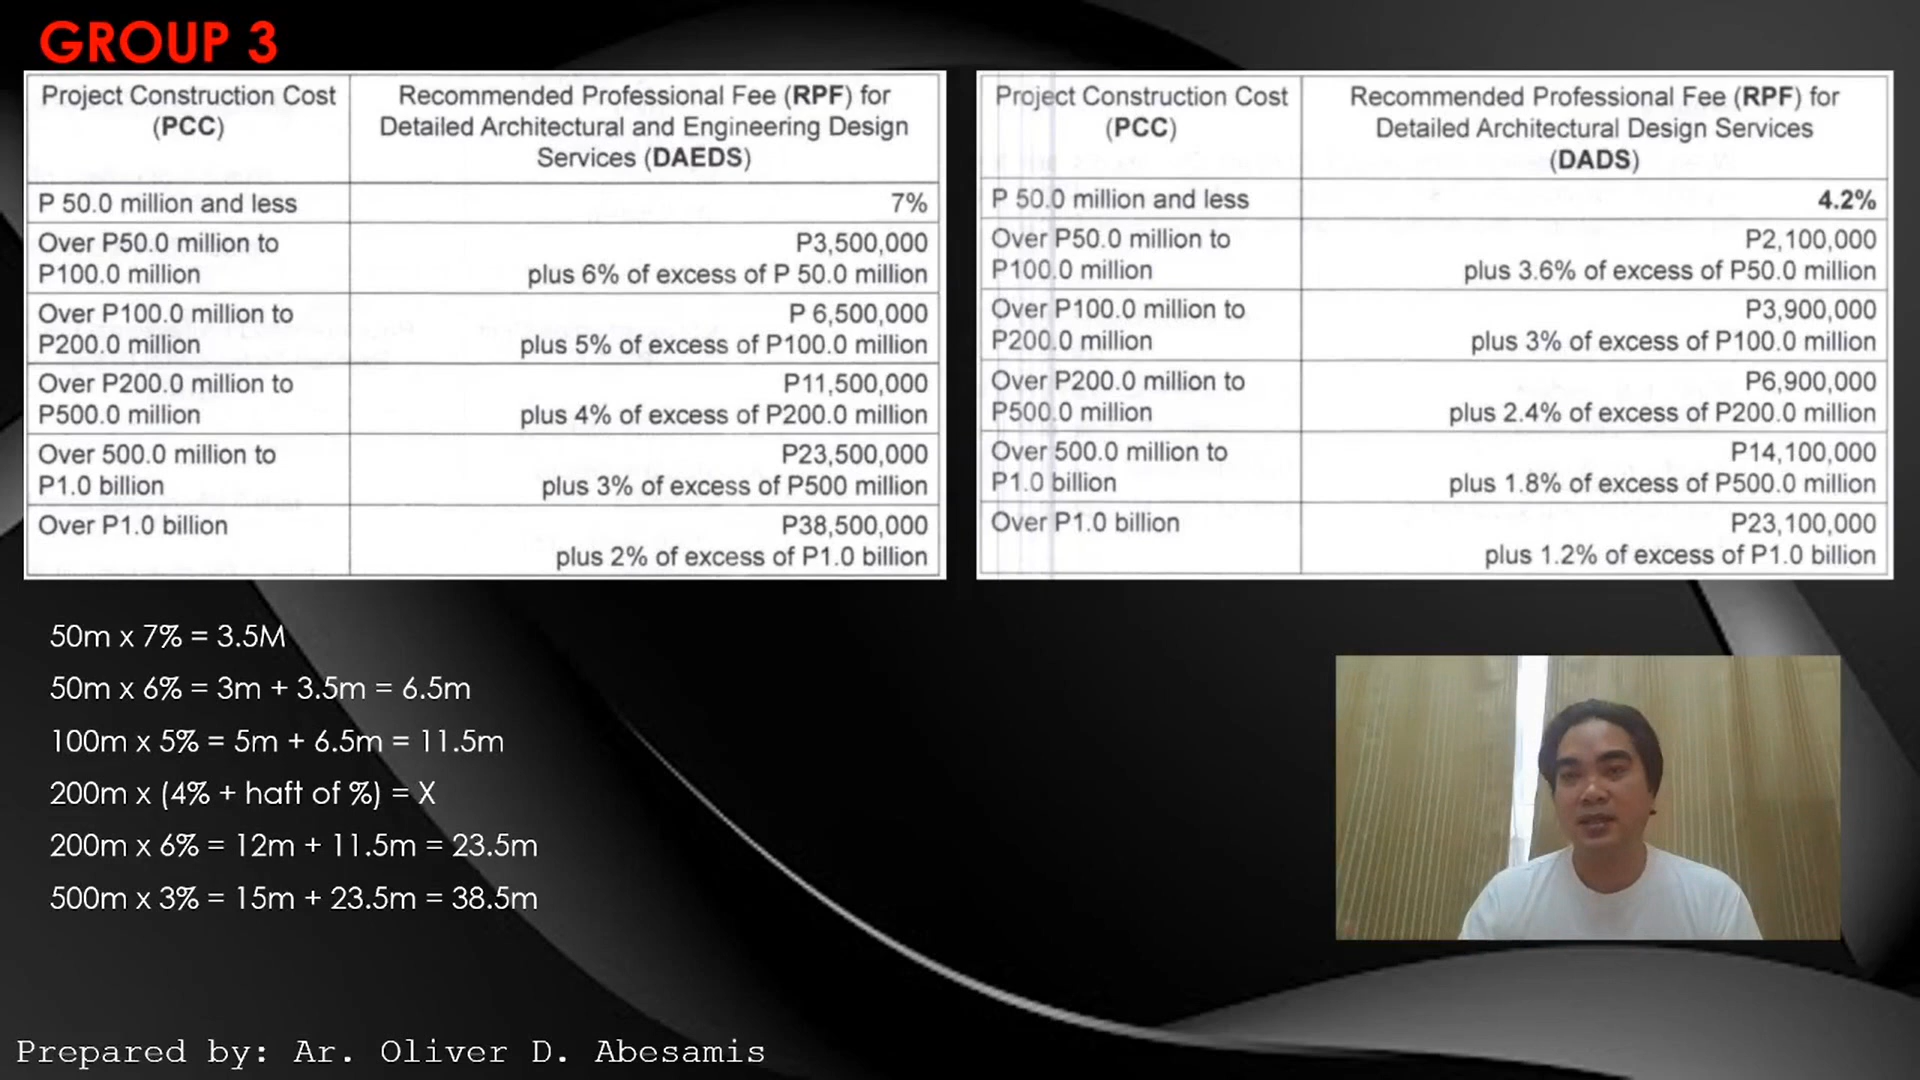 GROUP 3
Project Construction Cost
(PCC)
Recommended Professional Fee (RPF) for
Detailed Architectural and Engineering Design
Services (DAEDS)
P 50.0 million and less
7%
Over P50.0 million to
P100.0 million
P3,500,000
plus 6% of excess of P 50.0 million
Over P100.0 million to
P200.0 million
P 6,500,000
plus 5% of excess of P100.0 million
Over P200.0 million to
P500.0 million
P11,500,000
plus 4% of excess of P200.0 million
Over 500.0 million to
P1.0 billion
P23,500,000
plus 3% of excess of P500 million
Over P1.0 billion
P38,500,000
plus 2% of excess of P1.0 billion
Project Construction Cost
(PCC)
Recommended Professional Fee (RPF) for
Detailed Architectural Design Services
(DADS)
P 50.0 million and less
4.2%
Over P50.0 million to
P100.0 million
P2,100,000
plus 3.6% of excess of P50.0 million
Over P100.0 million to
P200.0 million
P3,900,000
plus 3% of excess of P100.0 million
Over P200.0 million to
P500.0 million
P6,900,000
plus 2.4% of excess of P200.0 million
Over 500.0 million to
P1.0 billion
P14,100,000
plus 1.8% of excess of P500.0 million
Over P1.0 billion
P23,100,000
plus 1.2% of excess of P1.0 billion
50m x 7% = 3.5M
50m x 6% = 3m + 3.5m = 6.5m
100m x 5% = 5m + 6.5m = 11.5m
200m x (4% + haft of %) = X
200m x 6% = 12m + 11.5m = 23.5m
500m x 3% = 15m + 23.5m = 38.5m
Prepared by: Ar. Oliver D. Abesamis